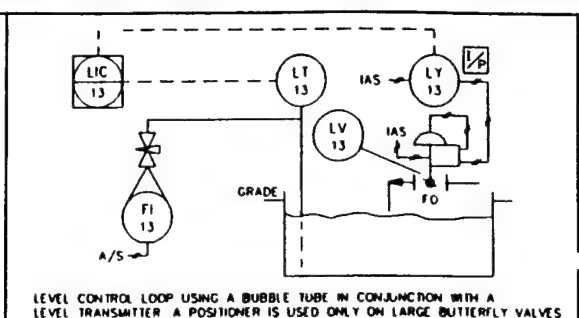 LIC
13
LT
13
IAS
LY
13
I/P
LV
13
IAS
GRADE
FO
FI
13
A/S
LEVEL CONTROL LOOP USING A BUBBLE TUBE IN CONJUNCTION WITH A
LEVEL TRANSMITTER A POSITIONER IS USED ONLY ON LARGE BUTTERFLY VALVES